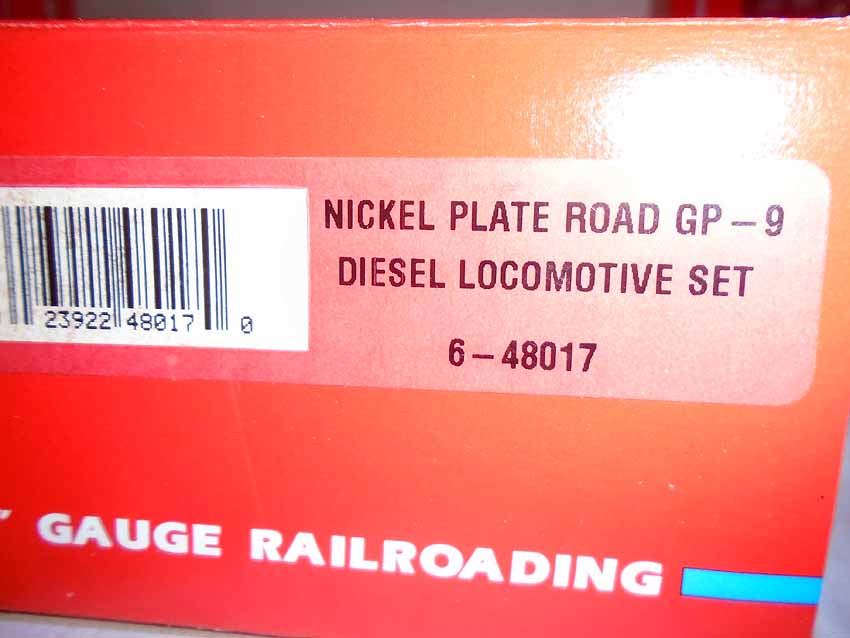 NICKEL PLATE ROAD GP-9
DIESEL LOCOMOTIVE SET
6-48017
23922 48017 0
GAUGE RAILROADING